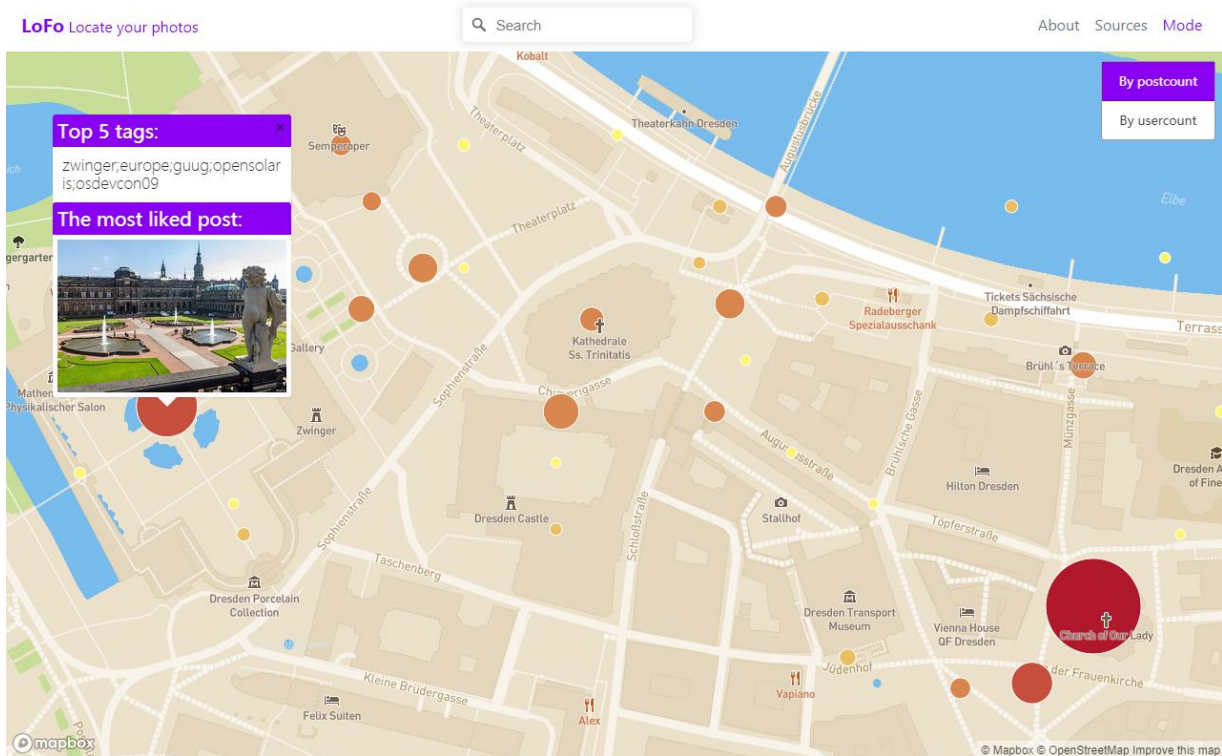 LoFo Locate your photos
Search
About Sources Mode
By postcount
By usercount
Top 5 tags:
zwinger;europe;guug;opensolar
is;osdevcon09
The most liked post:
Kobalt
Theaterplatz
Theaterkahn Dresden
Augustusbrücke
Semperoper
Elbe
Theaterplatz
gergarten
Tickets Sächsische
Dampfschiffahrt
Radeberger
Spezialausschank
Terrass
Kathedrale
Ss. Trinitatis
Gallery
Brühl´s Terrace
Sophienstraße
Chiaverigasse
Mathem
Physikalischer Salon
Zwinger
Münzgasse
Brühlsche Gasse
Augustusstraße
Dresden A
of Fine
Hilton Dresden
Dresden Castle
Stallhof
Schloßstraße
Sophienstraße
Töpferstraße
Taschenberg
Dresden Porcelain
Collection
Dresden Transport
Museum
Vienna House
QF Dresden
Church of Our Lady
Jüdenhof
der Frauenkirche
Kleine Brüdergasse
Vapiano
Felix Suiten
Alex
mapbox
© Mapbox © OpenStreetMap Improve this map